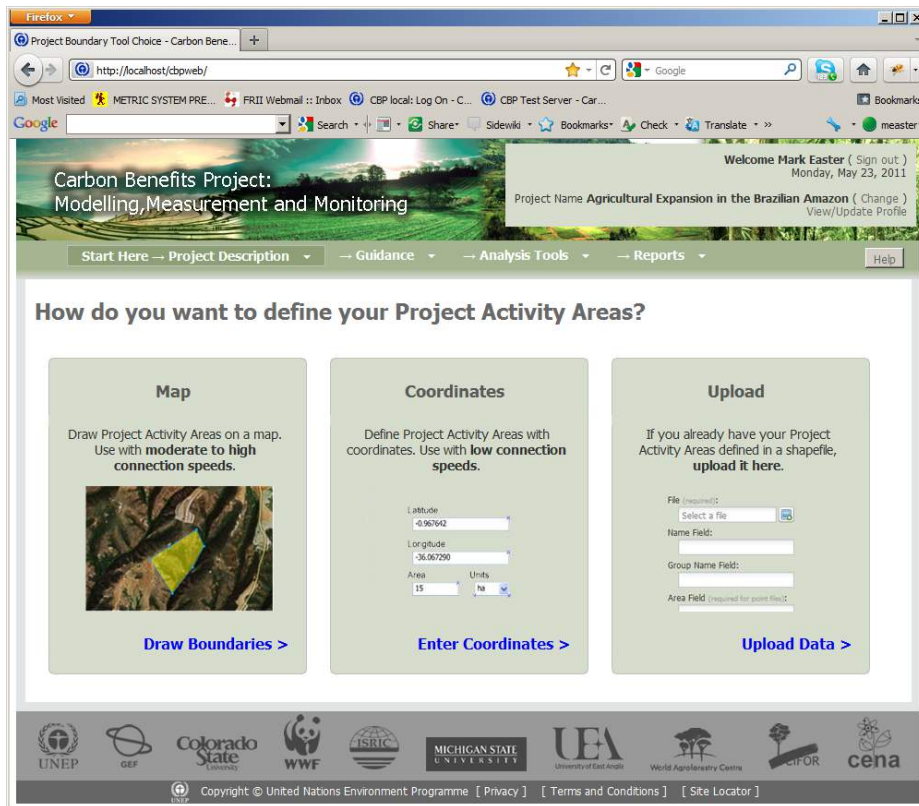 Firefox
Project Boundary Tool Choice - Carbon Bene...
http://localhost/cbpweb/
Google
Most Visited METRIC SYSTEM PRE... FRII Webmail :: Inbox CBP local: Log On - C... CBP Test Server - Car... Bookmarks
Google Search Share Sidewiki Bookmarks Check Translate » measter
Carbon Benefits Project:
Modelling,Measurement and Monitoring
Welcome Mark Easter ( Sign out )
Monday, May 23, 2011
Project Name Agricultural Expansion in the Brazilian Amazon ( Change )
View/Update Profile
Start Here → Project Description → Guidance → Analysis Tools → Reports Help
How do you want to define your Project Activity Areas?
Map
Draw Project Activity Areas on a map.
Use with moderate to high
connection speeds.
Draw Boundaries >
Coordinates
Define Project Activity Areas with
coordinates. Use with low connection
speeds.
Latitude
-0.967642
Longitude
-36.067290
Area Units
15 ha
Enter Coordinates >
Upload
If you already have your Project
Activity Areas defined in a shapefile,
upload it here.
File (required):
Select a file
Name Field:
Group Name Field:
Area Field (required for point files):
Upload Data >
UNEP
GEF
Colorado
State
University
WWF
ISRIC
MICHIGAN STATE
UNIVERSITY
UEA
University of East Anglia
World Agroforestry Centre
CIFOR
cena
UNEP Copyright © United Nations Environment Programme [ Privacy ] [ Terms and Conditions ] [ Site Locator ]